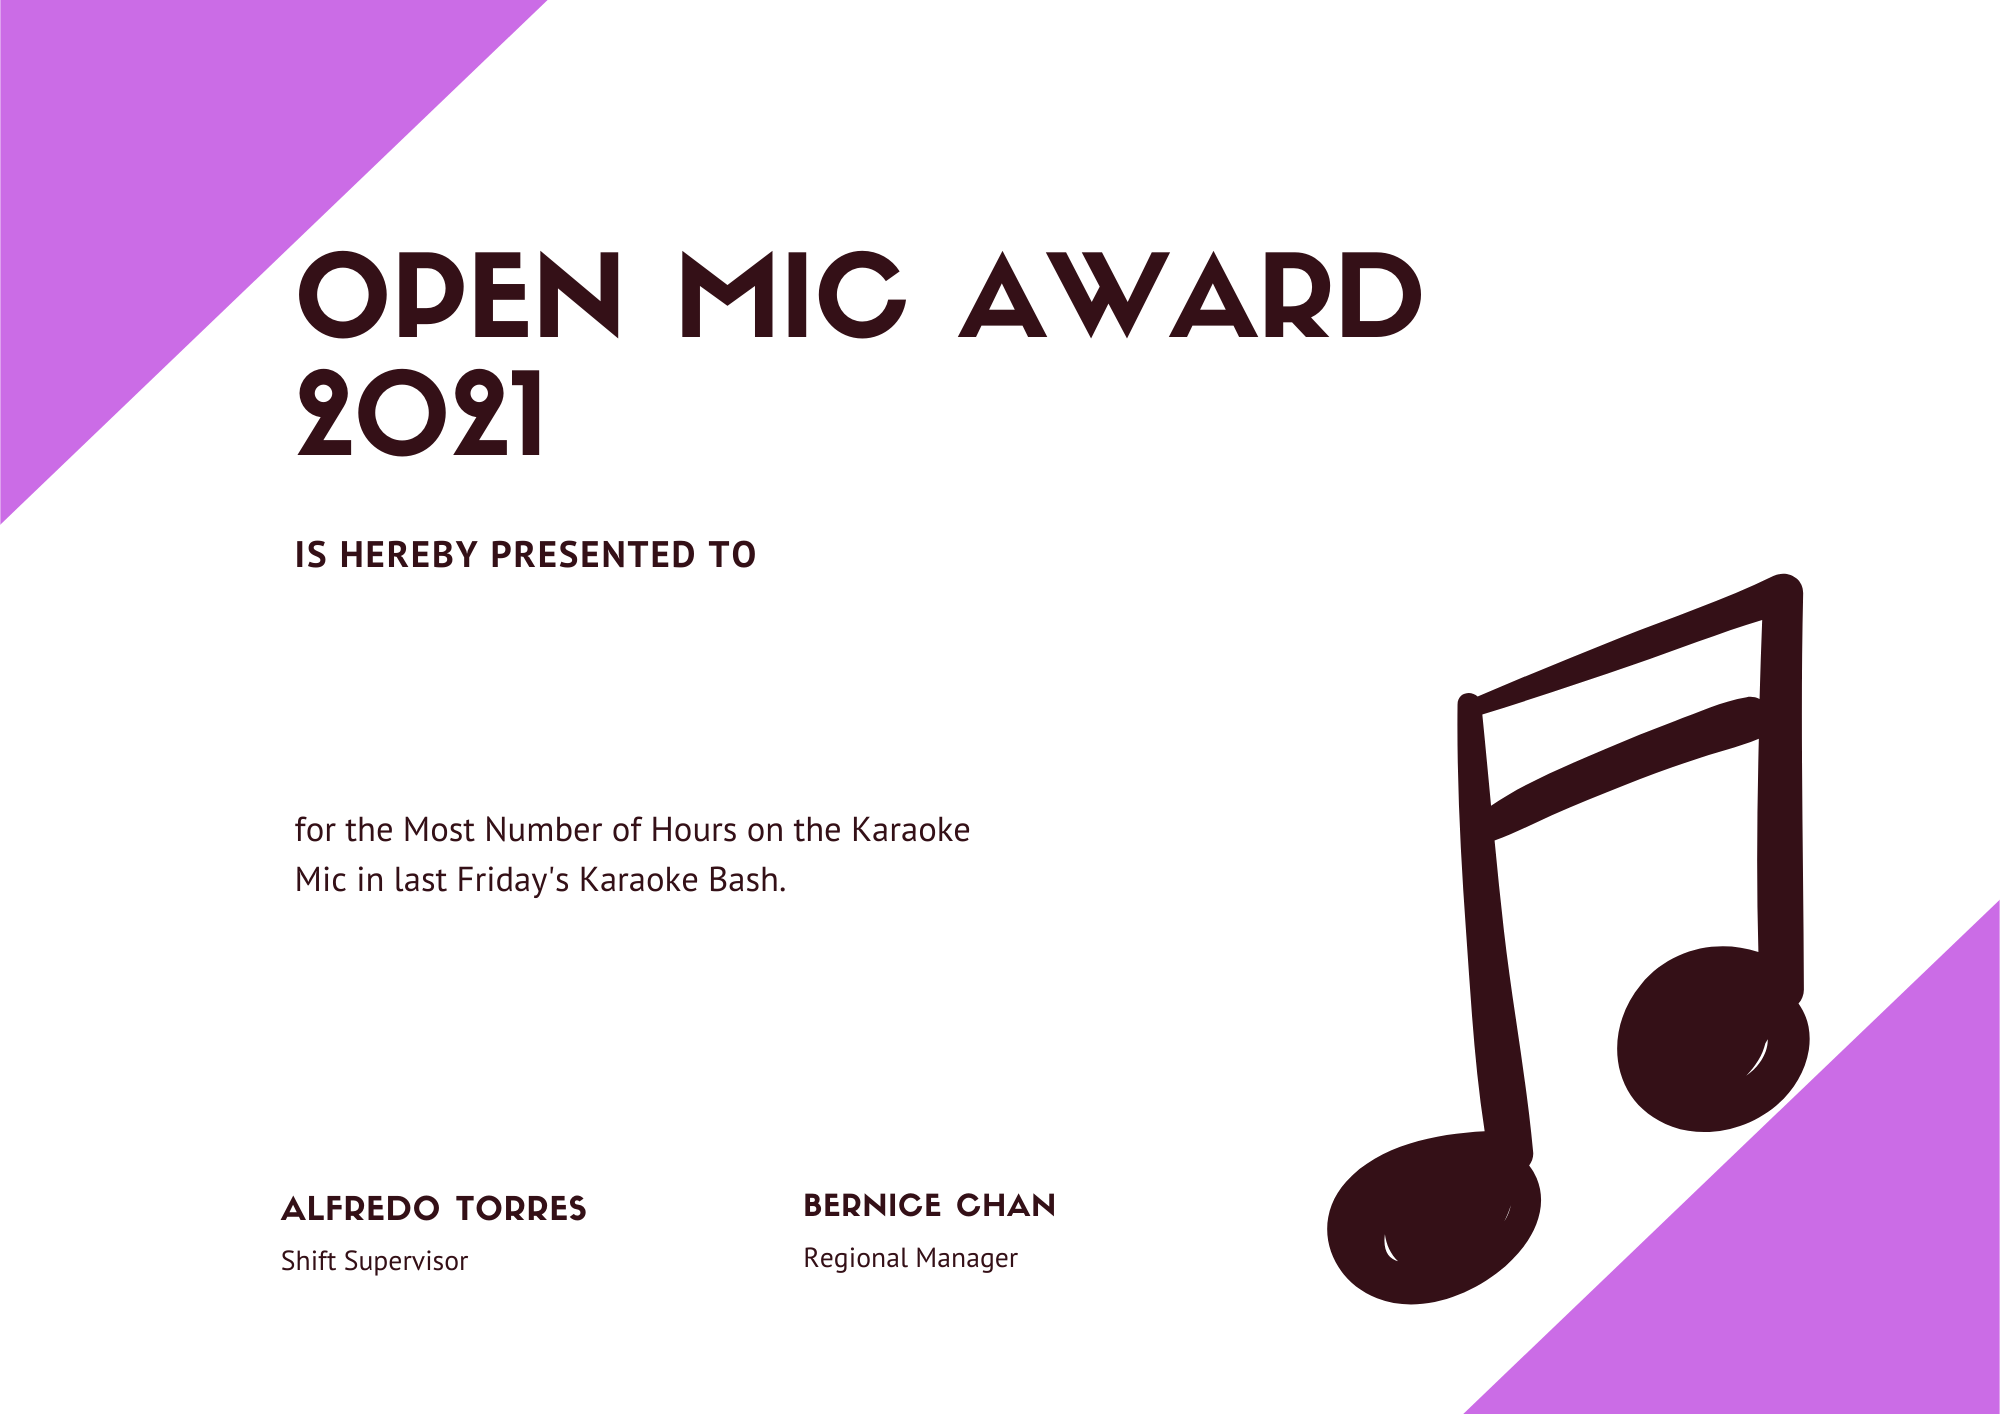 OPEN MIC AWARD
2021
IS HEREBY PRESENTED TO
for the Most Number of Hours on the Karaoke
Mic in last Friday's Karaoke Bash.
ALFREDO TORRES
Shift Supervisor
BERNICE CHAN
Regional Manager